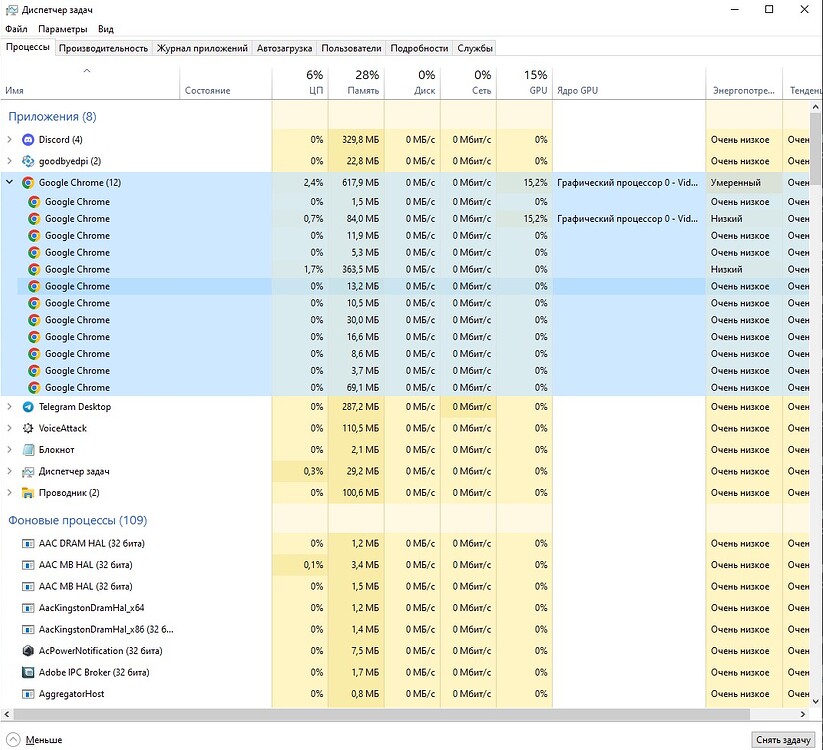 Диспетчер задач
Файл Параметры Вид
Процессы Производительность Журнал приложений Автозагрузка Пользователи Подробности Службы
6% 28% 0% 0% 15%
Имя Состояние ЦП Память Диск Сеть GPU Ядро GPU Энергопотре... Тенденц
Приложения (8)
Discord (4) 0% 329,8 МБ 0 МБ/с 0 Мбит/с 0% Очень низкое Очен
goodbyedpi (2) 0% 22,8 МБ 0 МБ/с 0 Мбит/с 0% Очень низкое Очен
Google Chrome (12) 2,4% 617,9 МБ 0 МБ/с 0 Мбит/с 15,2% Графический процессор 0 - Vid... Умеренный Очен
Google Chrome 0% 1,5 МБ 0 МБ/с 0 Мбит/с 0% Очень низкое Очен
Google Chrome 0,7% 84,0 МБ 0 МБ/с 0 Мбит/с 15,2% Графический процессор 0 - Vid... Низкий Очен
Google Chrome 0% 11,9 МБ 0 МБ/с 0 Мбит/с 0% Очень низкое Очен
Google Chrome 0% 5,3 МБ 0 МБ/с 0 Мбит/с 0% Очень низкое Очен
Google Chrome 1,7% 363,5 МБ 0 МБ/с 0 Мбит/с 0% Низкий Очен
Google Chrome 0% 13,2 МБ 0 МБ/с 0 Мбит/с 0% Очень низкое Очен
Google Chrome 0% 10,5 МБ 0 МБ/с 0 Мбит/с 0% Очень низкое Очен
Google Chrome 0% 30,0 МБ 0 МБ/с 0 Мбит/с 0% Очень низкое Очен
Google Chrome 0% 16,6 МБ 0 МБ/с 0 Мбит/с 0% Очень низкое Очен
Google Chrome 0% 8,6 МБ 0 МБ/с 0 Мбит/с 0% Очень низкое Очен
Google Chrome 0% 3,7 МБ 0 МБ/с 0 Мбит/с 0% Очень низкое Очен
Google Chrome 0% 69,1 МБ 0 МБ/с 0 Мбит/с 0% Очень низкое Очен
Telegram Desktop 0% 287,2 МБ 0 МБ/с 0 Мбит/с 0% Очень низкое Очен
VoiceAttack 0% 110,5 МБ 0 МБ/с 0 Мбит/с 0% Очень низкое Очен
Блокнот 0% 2,1 МБ 0 МБ/с 0 Мбит/с 0% Очень низкое Очен
Диспетчер задач 0,3% 29,2 МБ 0 МБ/с 0 Мбит/с 0% Очень низкое Очен
Проводник (2) 0% 100,6 МБ 0 МБ/с 0 Мбит/с 0% Очень низкое Очен
Фоновые процессы (109)
AAC DRAM HAL (32 бита) 0% 1,2 МБ 0 МБ/с 0 Мбит/с 0% Очень низкое Очен
AAC MB HAL (32 бита) 0,1% 3,4 МБ 0 МБ/с 0 Мбит/с 0% Очень низкое Очен
AAC MB HAL (32 бита) 0% 1,5 МБ 0 МБ/с 0 Мбит/с 0% Очень низкое Очен
AacKingstonDramHal_x64 0% 1,2 МБ 0 МБ/с 0 Мбит/с 0% Очень низкое Очен
AacKingstonDramHal_x86 (32 б... 0% 1,4 МБ 0 МБ/с 0 Мбит/с 0% Очень низкое Очен
AcPowerNotification (32 бита) 0% 7,5 МБ 0 МБ/с 0 Мбит/с 0% Очень низкое Очен
Adobe IPC Broker (32 бита) 0% 1,7 МБ 0 МБ/с 0 Мбит/с 0% Очень низкое Очен
AggregatorHost 0% 0,8 МБ 0 МБ/с 0 Мбит/с 0% Очень низкое Очен
Меньше Снять задачу